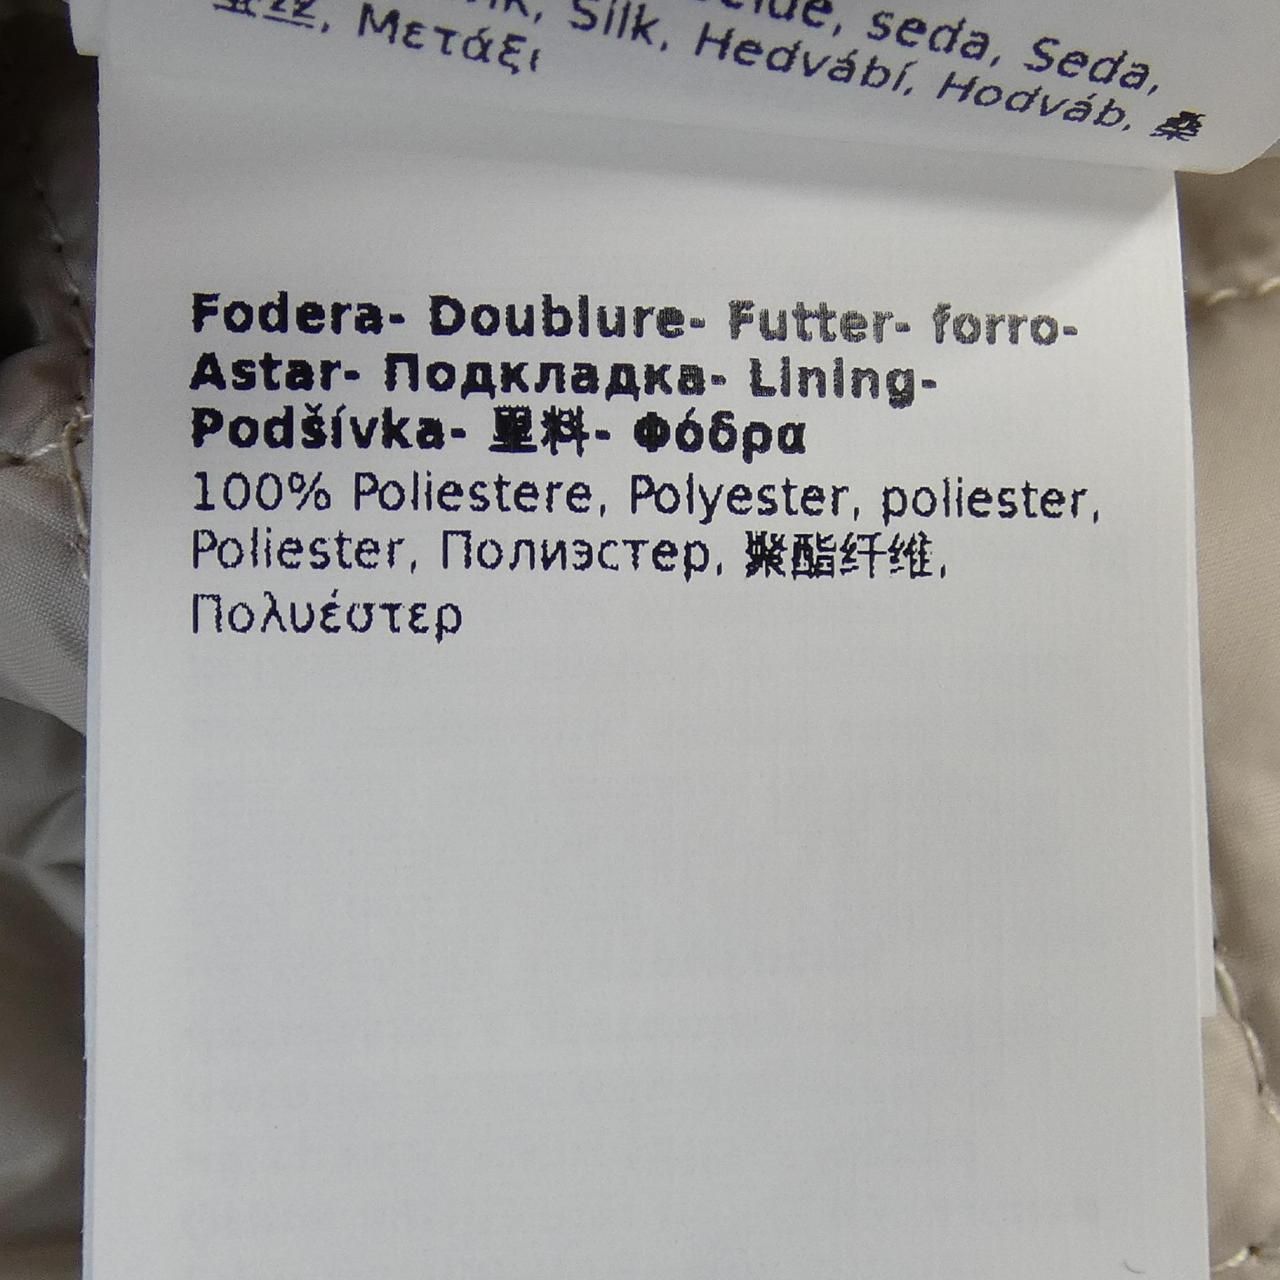 seda, Seda,
Silk, Hedvábí, Hodváb, 桑
Μετάξι
Fodera- Doublure- Futter- forro-
Astar- Подкладка- Lining-
Podšívka- 里料- Φόδρα
100% Poliestere, Polyester, poliester,
Poliester, Полиэстер, 聚酯纤维,
Πολυέστερ